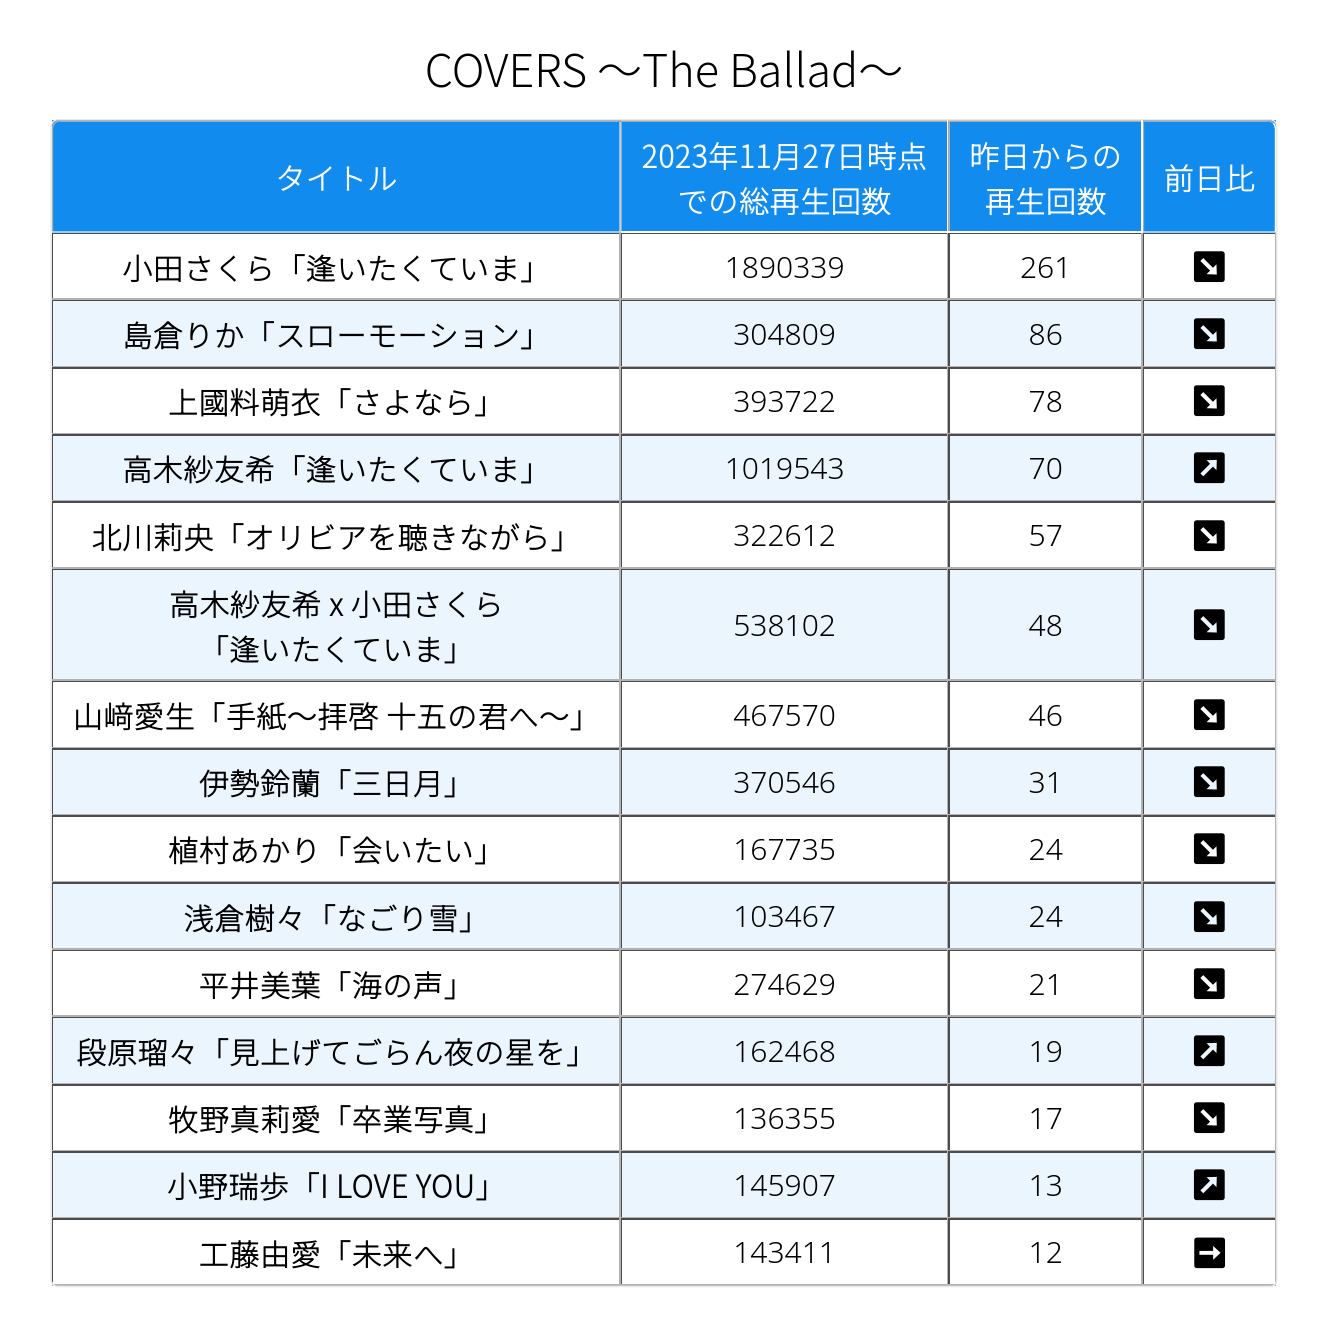 COVERS ～The Ballad～
タイトル
2023年11月27日時点
での総再生回数
昨日からの
再生回数
前日比
小田さくら「逢いたくていま」 1890339 261 ↘
島倉りか「スローモーション」 304809 86 ↘
上國料萌衣「さよなら」 393722 78 ↘
高木紗友希「逢いたくていま」 1019543 70 ↗
北川莉央「オリビアを聴きながら」 322612 57 ↘
高木紗友希 x 小田さくら
「逢いたくていま」 538102 48 ↘
山﨑愛生「手紙～拝啓 十五の君へ～」 467570 46 ↘
伊勢鈴蘭「三日月」 370546 31 ↘
植村あかり「会いたい」 167735 24 ↘
浅倉樹々「なごり雪」 103467 24 ↘
平井美葉「海の声」 274629 21 ↘
段原瑠々「見上げてごらん夜の星を」 162468 19 ↗
牧野真莉愛「卒業写真」 136355 17 ↘
小野瑞歩「I LOVE YOU」 145907 13 ↗
工藤由愛「未来へ」 143411 12 →